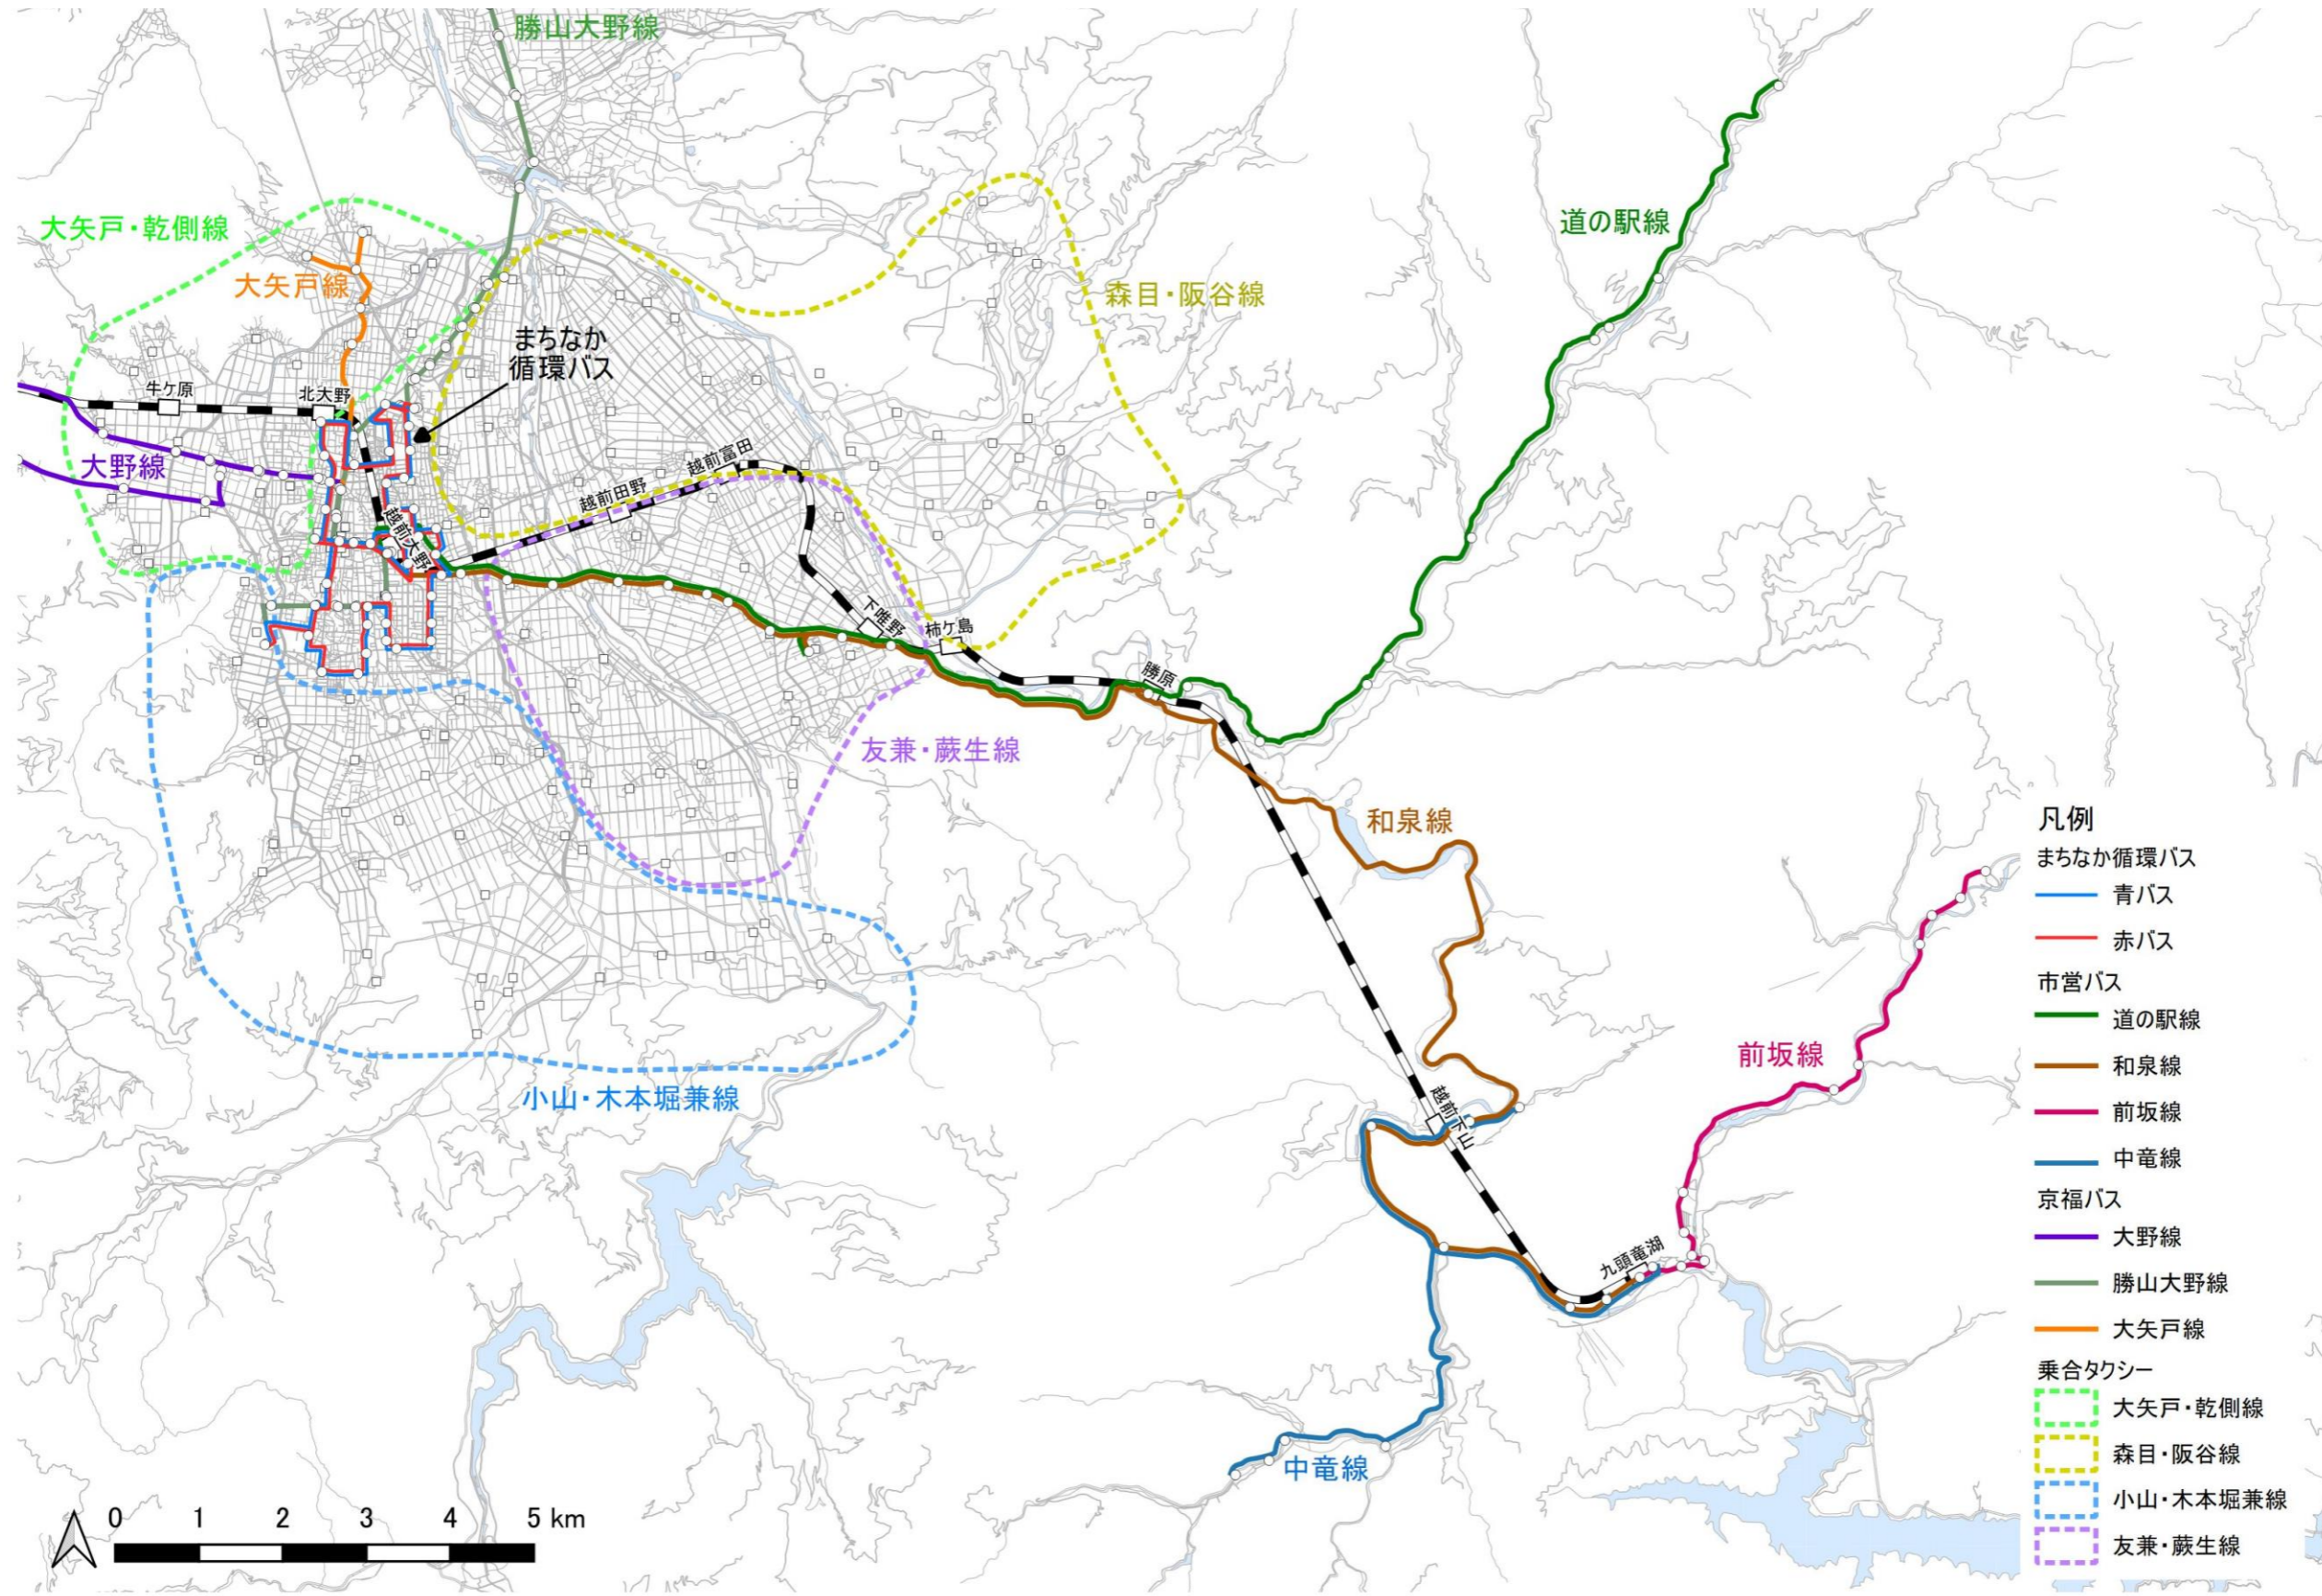 勝山大野線
大矢戸・乾側線
道の駅線
大矢戸線
森目・阪谷線
まちなか
循環バス
牛ケ原
北大野
大野線
越前富田
越前田野
越前大野
下唯野
柿ケ島
勝原
友兼・蕨生線
和泉線
前坂線
小山・木本堀兼線
越前下山
九頭竜湖
中竜線
0 1 2 3 4 5 km
凡例
まちなか循環バス
青バス
赤バス
市営バス
道の駅線
和泉線
前坂線
中竜線
京福バス
大野線
勝山大野線
大矢戸線
乗合タクシー
大矢戸・乾側線
森目・阪谷線
小山・木本堀兼線
友兼・蕨生線